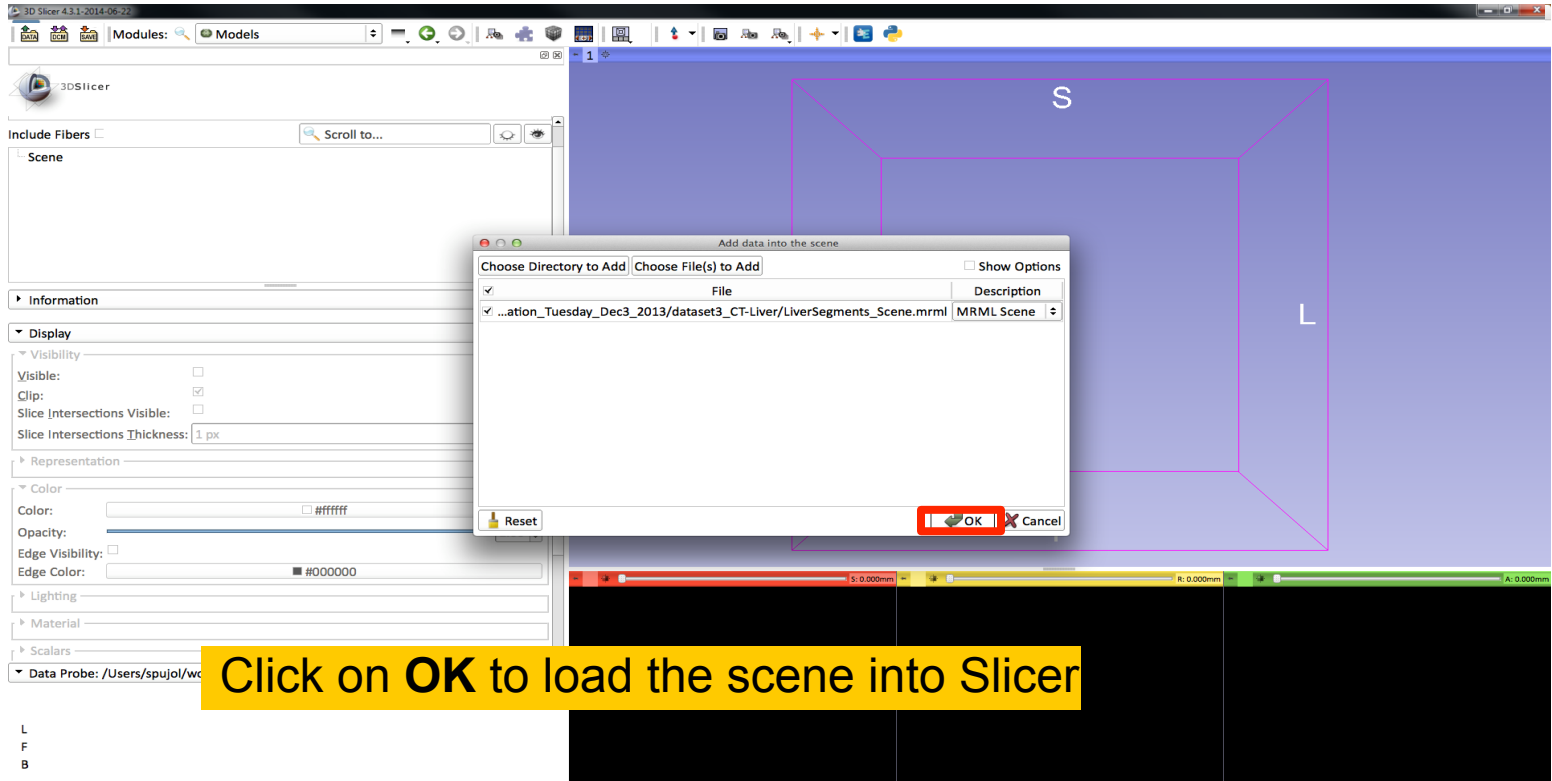 3D Slicer 4.3.1-2014-06-22
DATA DCM SAVE Modules: Models
1
3DSlicer
Include Fibers Scroll to...
Scene
Information
Display
Visibility
Visible:
Clip:
Slice Intersections Visible:
Slice Intersections Thickness: 1 px
Representation
Color
Color: #ffffff
Opacity:
Edge Visibility:
Edge Color: #000000
Lighting
Material
Scalars
Data Probe: /Users/spujol/wo
L
F
B
S
L
Add data into the scene
Choose Directory to Add Choose File(s) to Add Show Options
File Description
...ation_Tuesday_Dec3_2013/dataset3_CT-Liver/LiverSegments_Scene.mrml MRML Scene
Reset OK Cancel
S: 0.000mm R: 0.000mm A: 0.000mm
Click on OK to load the scene into Slicer